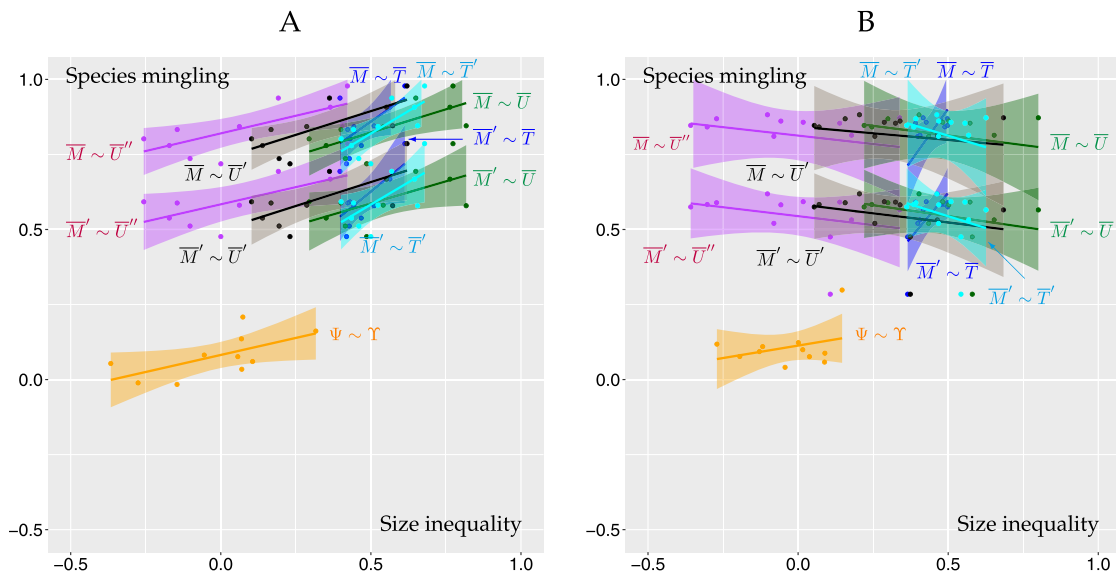 A
B
Species mingling
M̅ ∼ T̅
M̅ ∼ T̅′
M̅ ∼ U̅
M̅′ ∼ T̅
M̅ ∼ U̅″
M̅ ∼ U̅′
M̅′ ∼ U̅
M̅′ ∼ U̅″
M̅′ ∼ U̅′
M̅′ ∼ T̅′
Ψ ∼ Υ
Size inequality
1.0
0.5
0.0
−0.5
−0.5 0.0 0.5 1.0
Species mingling
M̅ ∼ T̅′
M̅ ∼ T̅
M̅ ∼ U̅″
M̅ ∼ U̅
M̅ ∼ U̅′
M̅′ ∼ U̅
M̅′ ∼ U̅″
M̅′ ∼ U̅′
M̅′ ∼ T̅
M̅′ ∼ T̅′
Ψ ∼ Υ
Size inequality
1.0
0.5
0.0
−0.5
−0.5 0.0 0.5 1.0